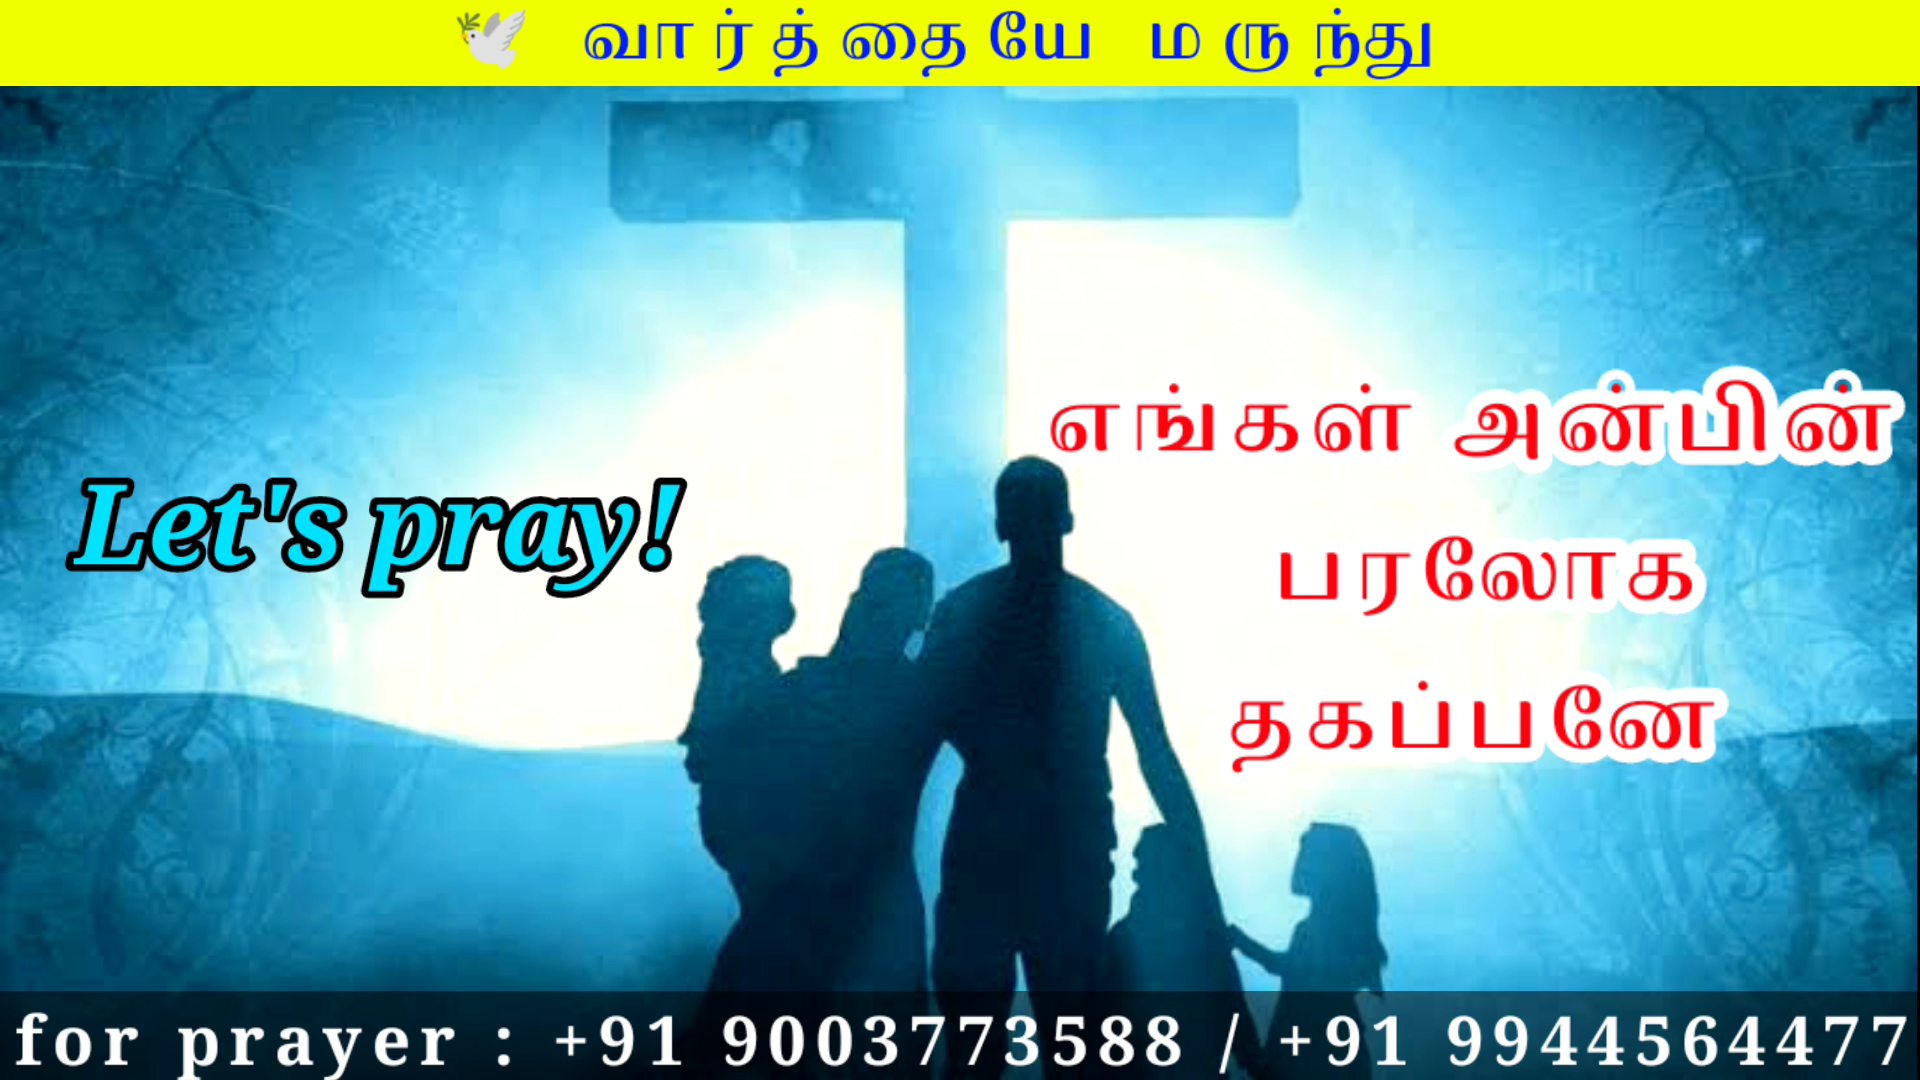 🕊 வார்த்தையே மருந்து
Let's pray!
எங்கள் அன்பின்
பரலோக
தகப்பனே
for prayer : +91 9003773588 / +91 9944564477